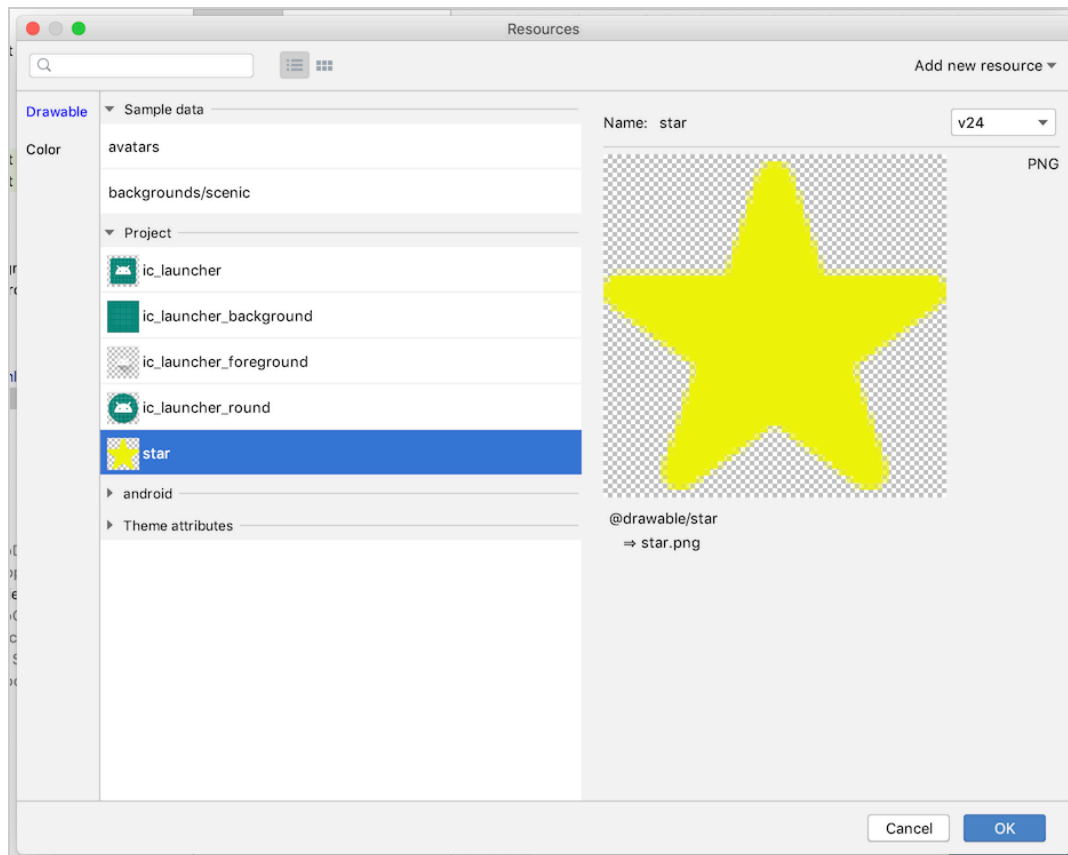 Resources
Add new resource
Drawable
Color
Sample data
avatars
backgrounds/scenic
Project
ic_launcher
ic_launcher_background
ic_launcher_foreground
ic_launcher_round
star
android
Theme attributes
Name: star
v24
PNG
@drawable/star
⇒ star.png
Cancel
OK